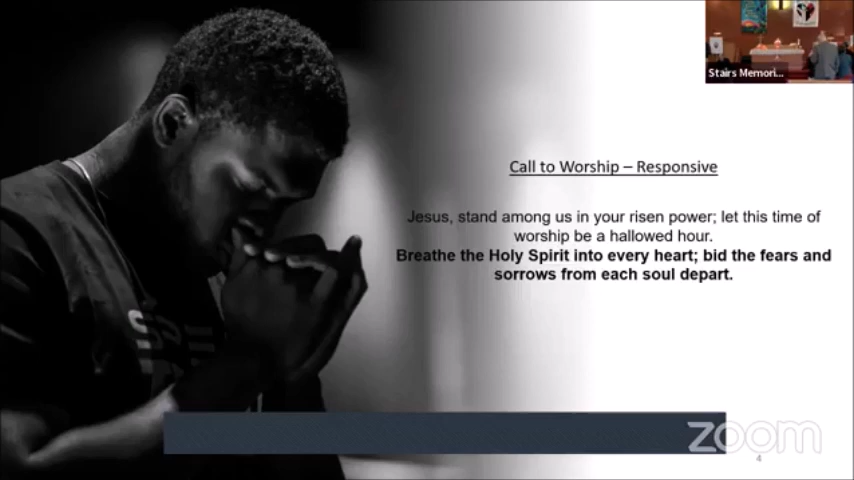 Stairs Memori...
Call to Worship – Responsive
Jesus, stand among us in your risen power; let this time of
worship be a hallowed hour.
Breathe the Holy Spirit into every heart; bid the fears and
sorrows from each soul depart.
zoom
4